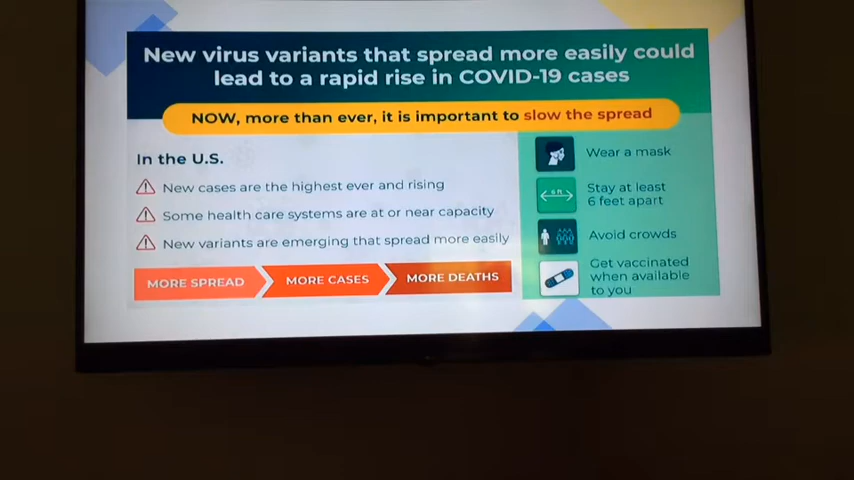 New virus variants that spread more easily could
lead to a rapid rise in COVID-19 cases
NOW, more than ever, it is important to slow the spread
In the U.S.
New cases are the highest ever and rising
Some health care systems are at or near capacity
New variants are emerging that spread more easily
MORE SPREAD
MORE CASES
MORE DEATHS
Wear a mask
6 ft
Stay at least
6 feet apart
Avoid crowds
Get vaccinated
when available
to you